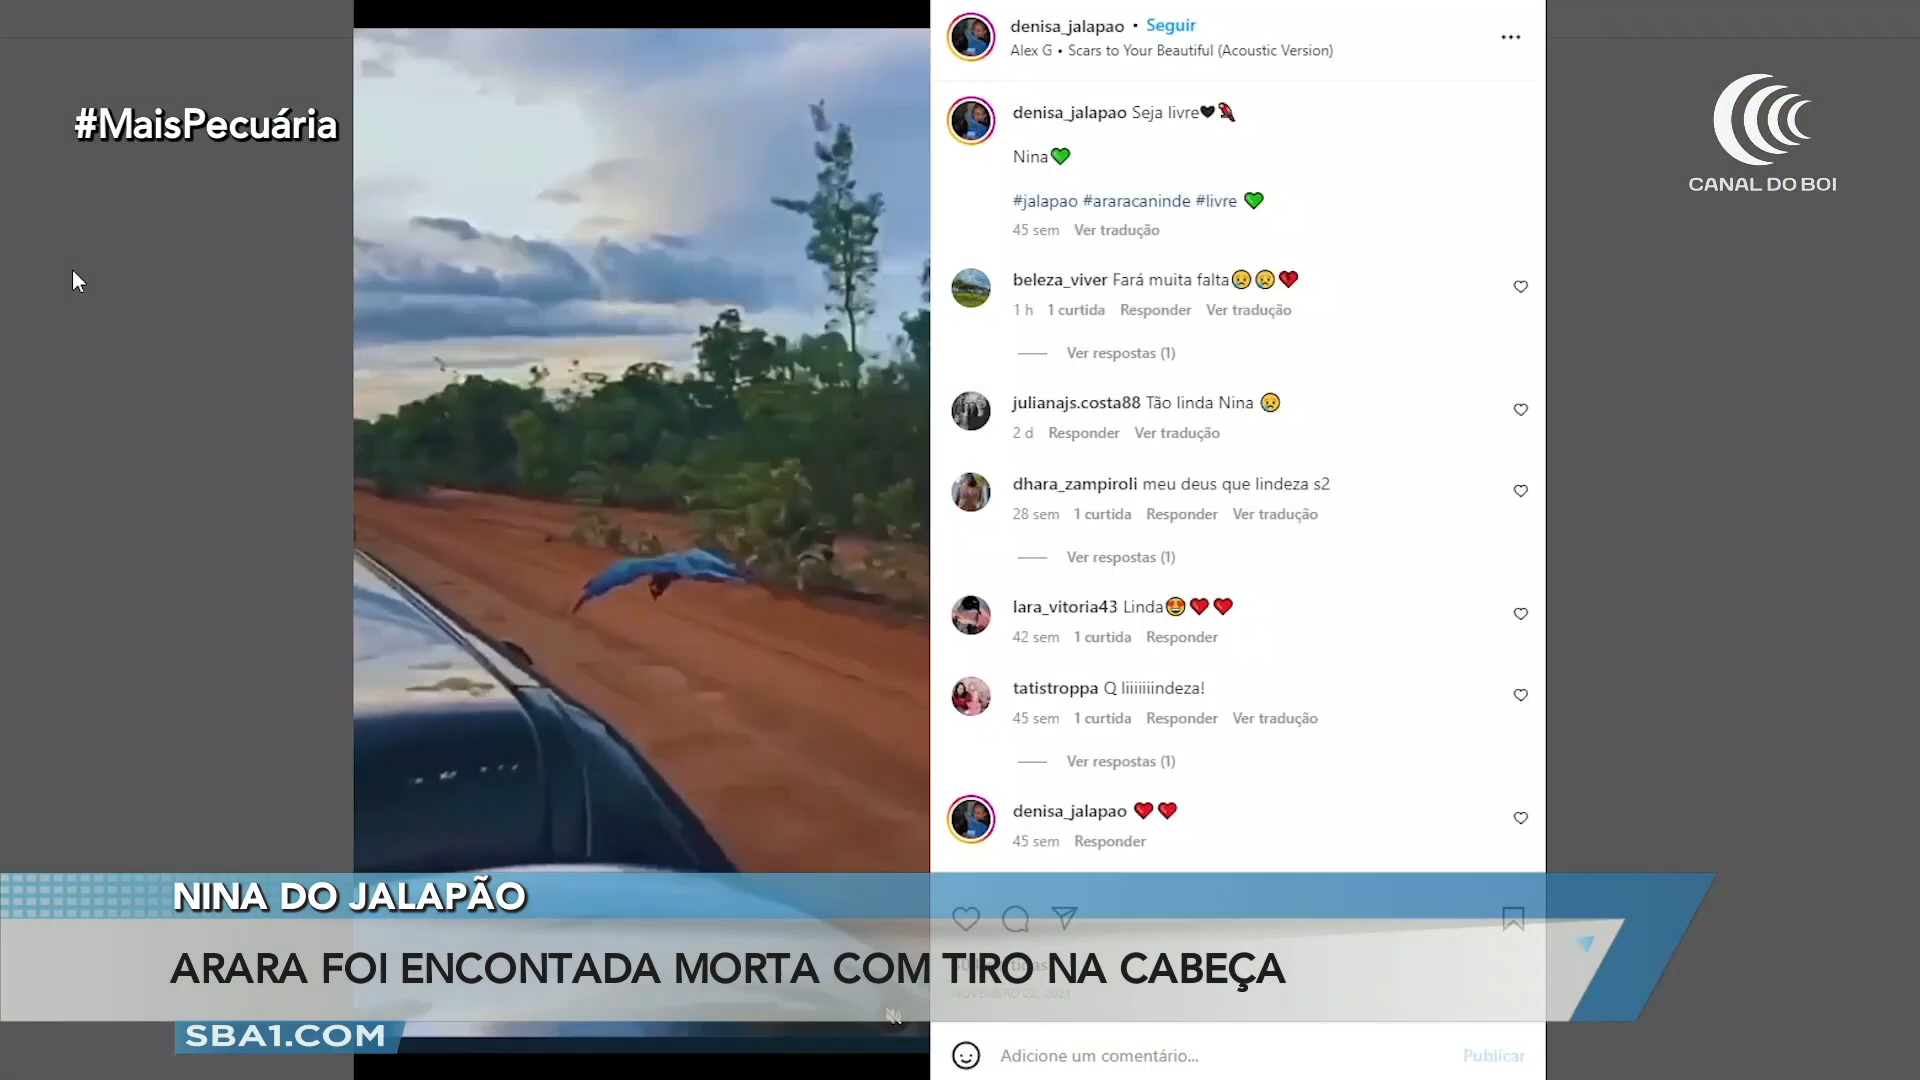 #MaisPecuária
CANAL DO BOI
denisa_jalapao • Seguir
Alex G • Scars to Your Beautiful (Acoustic Version)
denisa_jalapao Seja livre🖤🦜
Nina💚
#jalapao #araracaninde #livre 💚
45 sem Ver tradução
beleza_viver Fará muita falta😢😢❤️
1 h 1 curtida Responder Ver tradução
Ver respostas (1)
julianajs.costa88 Tão linda Nina 😢
2 d Responder Ver tradução
dhara_zampiroli meu deus que lindeza s2
28 sem 1 curtida Responder Ver tradução
Ver respostas (1)
lara_vitoria43 Linda😍❤️❤️
42 sem 1 curtida Responder
tatistroppa Q liiiiiiindeza!
45 sem 1 curtida Responder Ver tradução
Ver respostas (1)
denisa_jalapao ❤️❤️
45 sem Responder
NINA DO JALAPÃO
ARARA FOI ENCONTADA MORTA COM TIRO NA CABEÇA
NOVEMBRO 22, 2021
SBA1.COM
Adicione um comentário...
Publicar